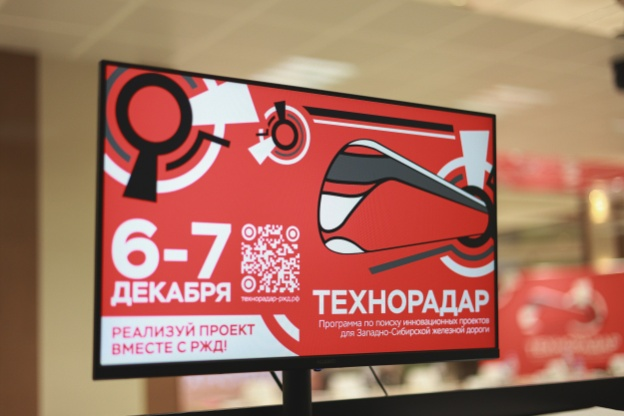 6-7
ДЕКАБРЯ
технорадар-ржд.рф
РЕАЛИЗУЙ ПРОЕКТ
ВМЕСТЕ С РЖД!
ТЕХНОРАДАР
Программа по поиску инновационных проектов
для Западно-Сибирской железной дороги
ТЕХНОРАДАР